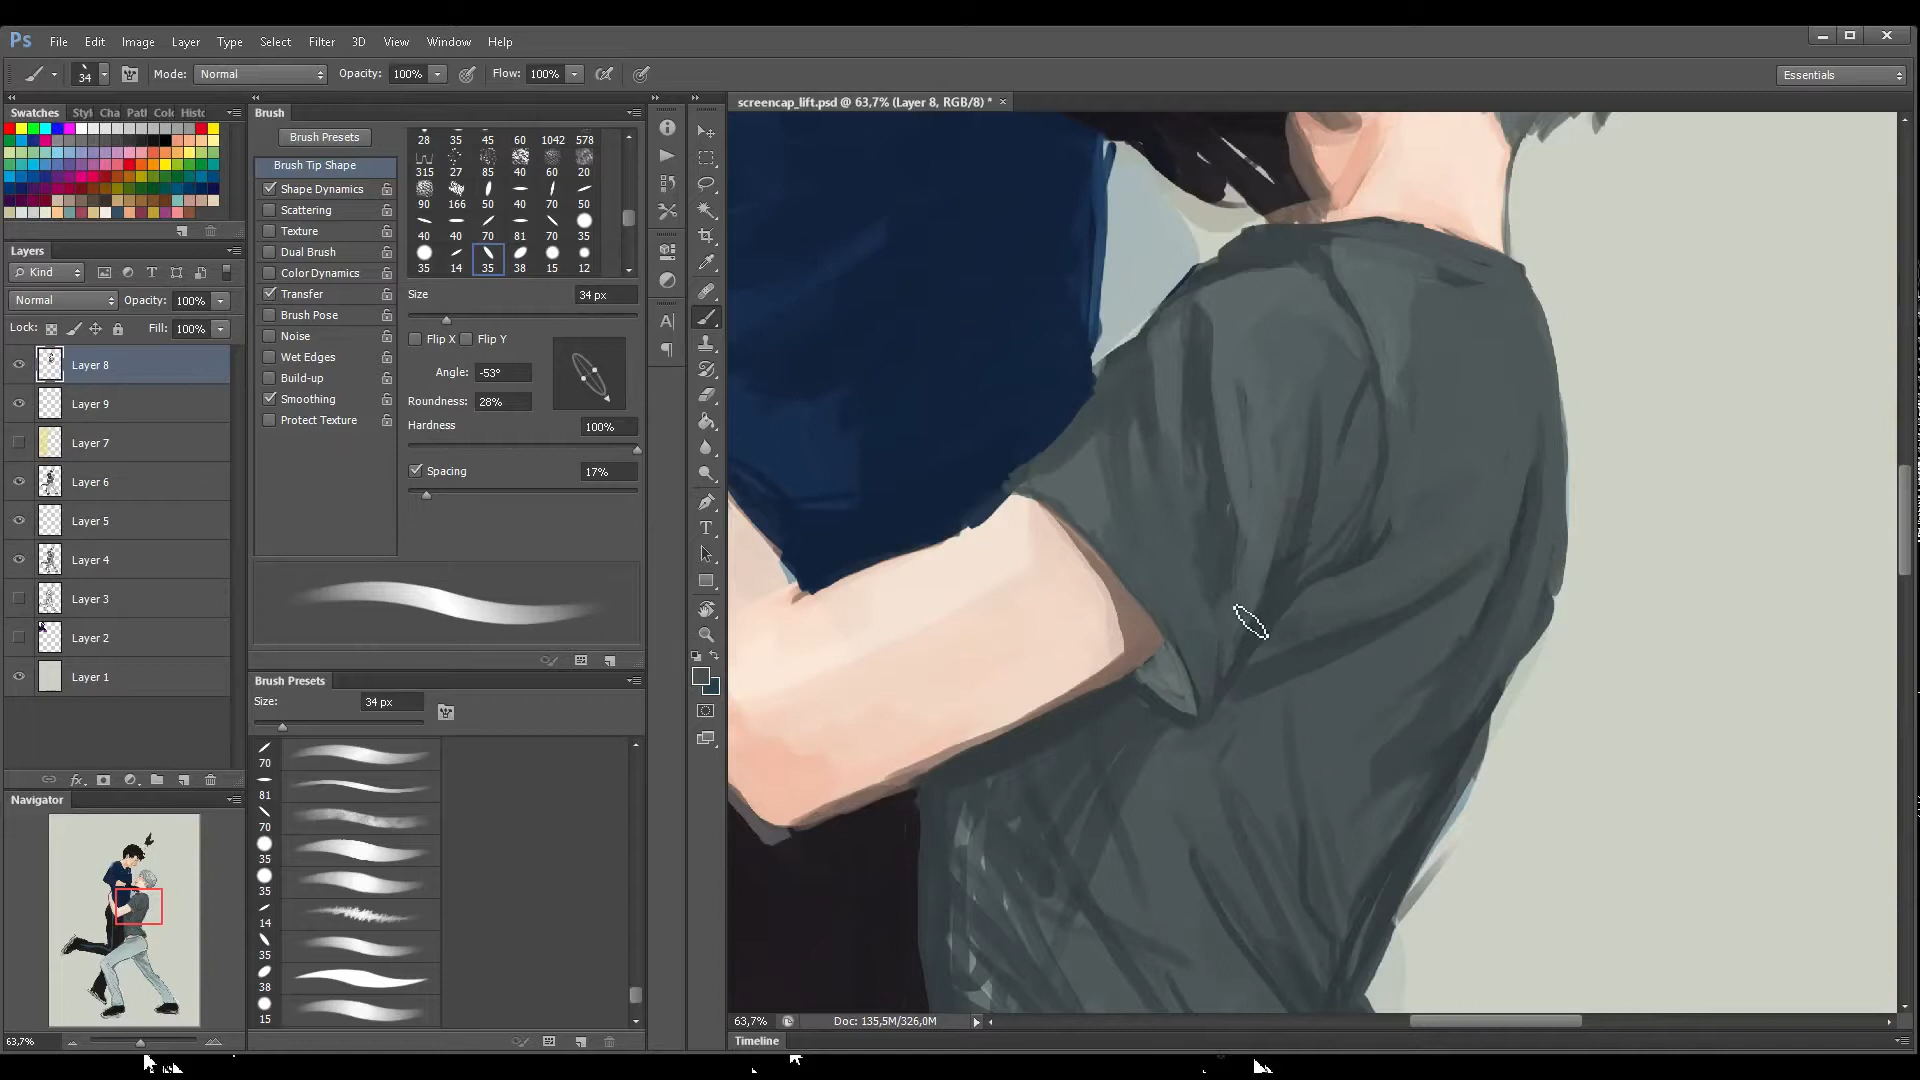 Ps File Edit Image Layer Type Select Filter 3D View Window Help
34 Mode: Normal Opacity: 100% Flow: 100% Essentials
Swatches Styl Cha Patl Col Histc
Brush
screencap_lift.psd @ 63,7% (Layer 8, RGB/8) * ×
Brush Presets
Brush Tip Shape
Shape Dynamics
Scattering
Texture
Dual Brush
Color Dynamics
Transfer
Brush Pose
Noise
Wet Edges
Build-up
Smoothing
Protect Texture
28 35 45 60 1042 578
315 27 85 40 60 20
90 166 50 40 70 50
40 40 70 81 70 35
35 14 35 38 15 12
Size 34 px
Flip X Flip Y
Angle: -53°
Roundness: 28%
Hardness 100%
Spacing 17%
Layers
Kind
Normal Opacity: 100%
Lock: Fill: 100%
Layer 8
Layer 9
Layer 7
Layer 6
Layer 5
Layer 4
Layer 3
Layer 2
Layer 1
fx
Navigator
63,7%
Brush Presets
Size: 34 px
70
81
70
35
35
14
35
38
15
63,7% Doc: 135,5M/326,0M
Timeline